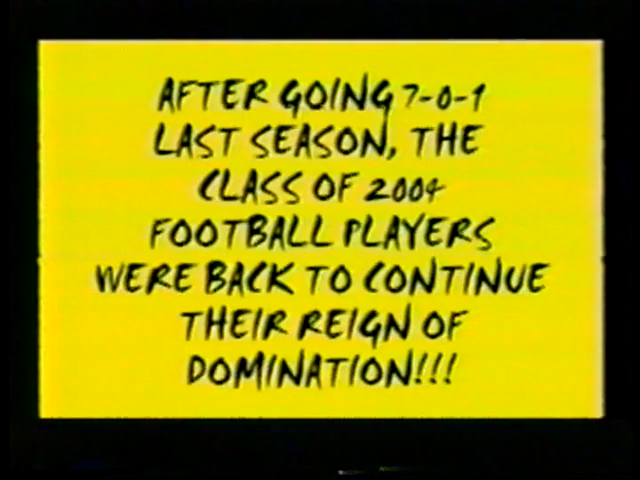 AFTER GOING 7-0-1
LAST SEASON, THE
CLASS OF 2004
FOOTBALL PLAYERS
WERE BACK TO CONTINUE
THEIR REIGN OF
DOMINATION!!!